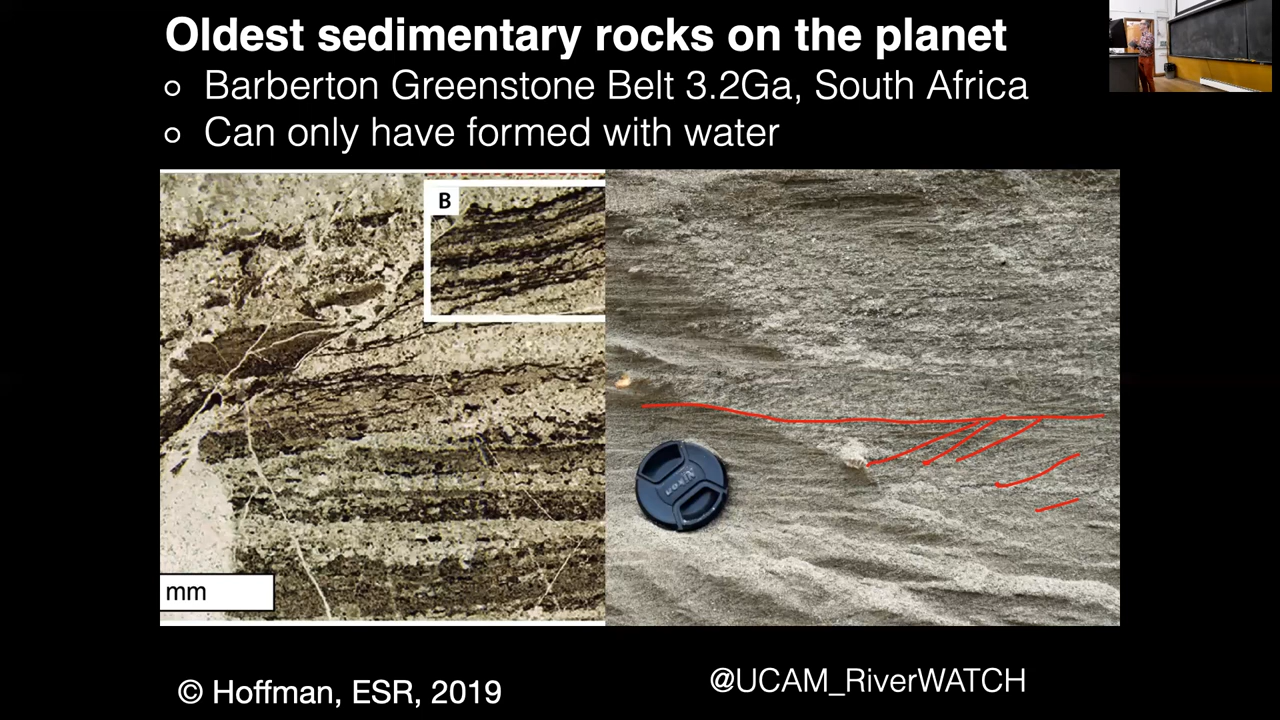 Oldest sedimentary rocks on the planet
Barberton Greenstone Belt 3.2Ga, South Africa
Can only have formed with water
B
Nikon
mm
© Hoffman, ESR, 2019
@UCAM_RiverWATCH